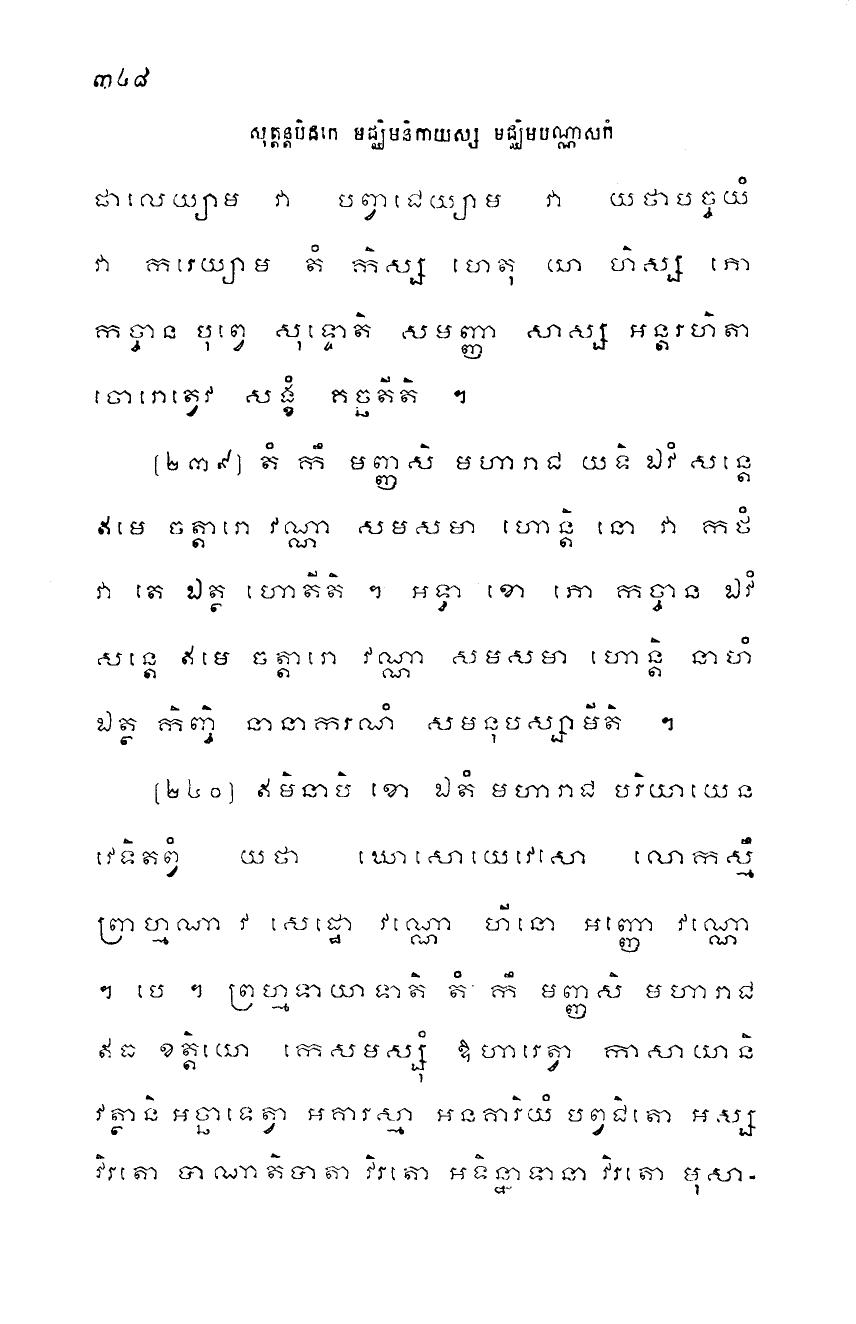 ៣៤៨
សុត្តន្តបិដកេ មជ្ឈិមនិកាយស្ស មជ្ឈិមបណ្ណាសកំ
ជាលេយ្យាម វា បញ្វាជេយ្យាម វា យថាបច្ចយំ
វា ករេយ្យាម តំ កិស្ស ហេតុ យា ហិស្ស ភោ
កច្ចាន បុព្វេ សុទ្ទោតិ សមញ្ញា សាស្ស អន្តរហិតា
ចោរោត្វេវ សង្ខំ គច្ឆតីតិ ។
(២៣៩) តំ កឹ មញ្ញសិ មហារាជ យទិ ឯវំ សន្តេ
ឥមេ ចត្តារោ វណ្ណា សមសមា ហោន្តិ នោ វា កថំ
វា តេ ឯត្ថ ហោតីតិ ។ អទ្ធា ខោ ភោ កច្ចាន ឯវំ
សន្តេ ឥមេ ចត្តារោ វណ្ណា សមសមា ហោន្តិ នាហំ
ឯត្ថ កិញ្ចិ នានាករណំ សមនុបស្សាមីតិ ។
(២៤០) ឥមិនាបិ ខោ ឯតំ មហារាជ បរិយាយេន
វេទិតព្វំ យថា ឃោសោយេវេសោ លោកស្មឹ
ព្រាហ្មណា វ សេដ្ឋោ វណ្ណោ ហីនោ អញ្ញោ វណ្ណោ
។ បេ ។ ព្រហ្មទាយាទាតិ តំ កឹ មញ្ញសិ មហារាជ
ឥធ ខត្តិយោ កេសមស្សុំ ឱហារេត្វា កាសាយានិ
វត្ថានិ អច្ឆាទេត្វា អគារស្មា អនគារិយំ បព្វជិតោ អស្ស
វិរតោ បាណាតិបាតា វិរតោ អទិន្នាទានា វិរតោ មុសា-